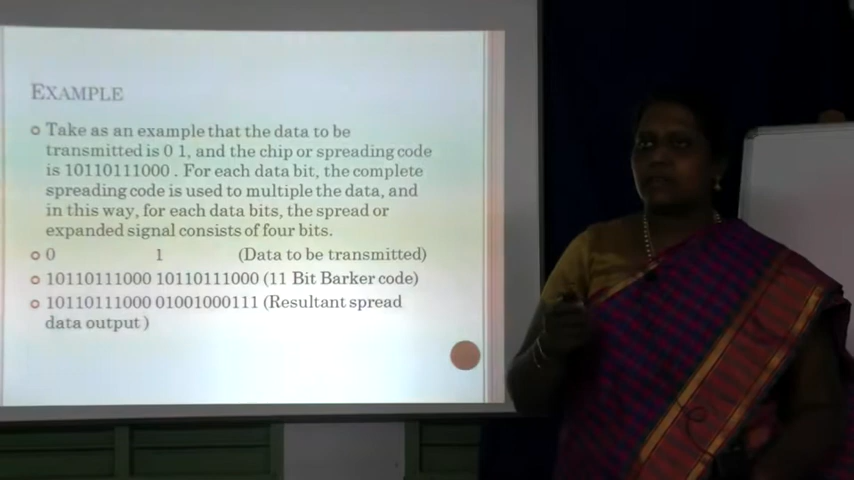 EXAMPLE
Take as an example that the data to be
transmitted is 0 1, and the chip or spreading code
is 10110111000 . For each data bit, the complete
spreading code is used to multiple the data, and
in this way, for each data bits, the spread or
expanded signal consists of four bits.
0 1 (Data to be transmitted)
10110111000 10110111000 (11 Bit Barker code)
10110111000 01001000111 (Resultant spread
data output )